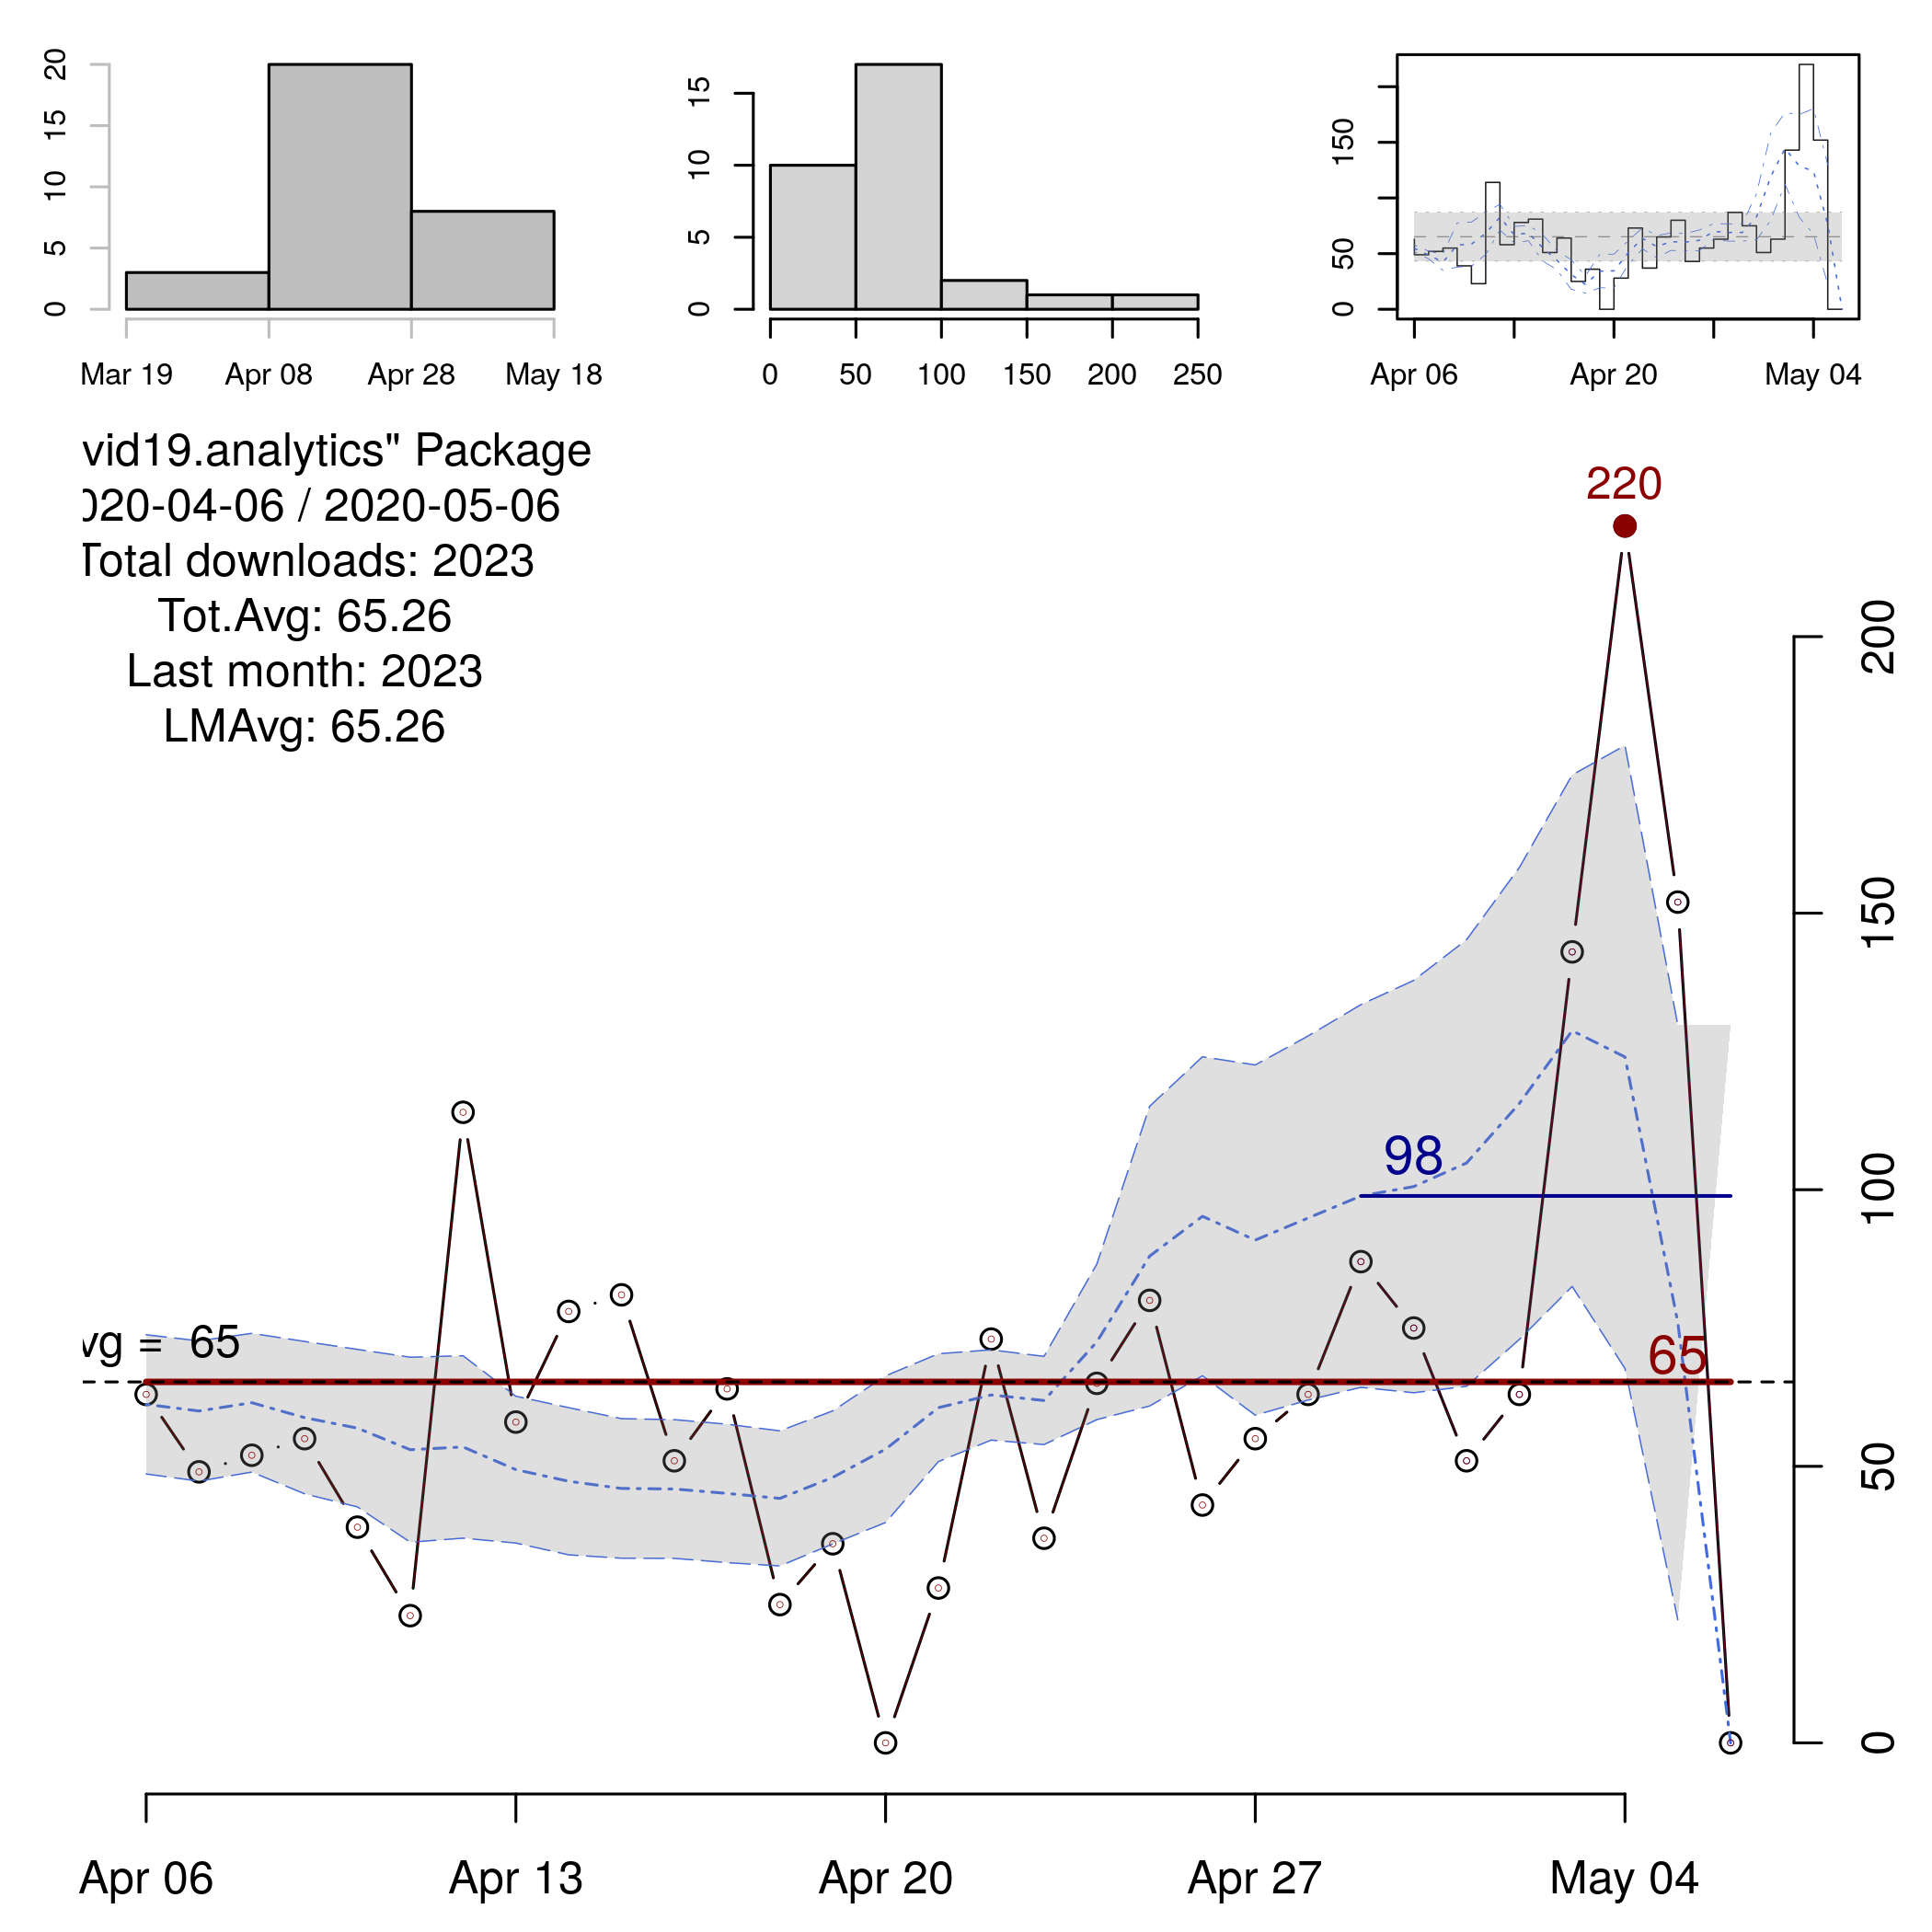 20
15
10
5
0
Mar 19 Apr 08 Apr 28 May 18
15
10
5
0
0 50 100 150 200 250
150
50
0
Apr 06 Apr 20 May 04
vid19.analytics" Package
020-04-06 / 2020-05-06
Total downloads: 2023
Tot.Avg: 65.26
Last month: 2023
LMAvg: 65.26
220
200
150
100
50
0
98
65
vg = 65
Apr 06 Apr 13 Apr 20 Apr 27 May 04